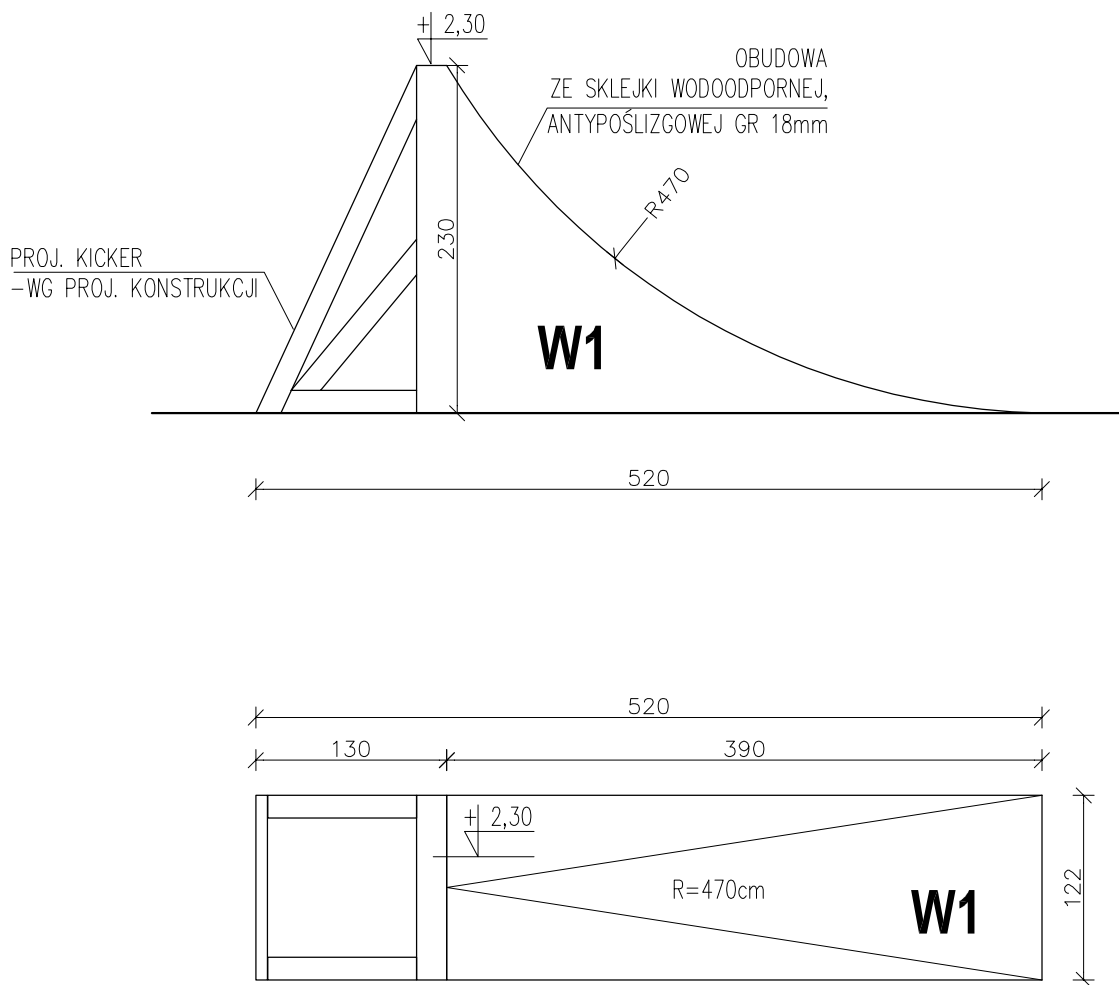 + 2,30
OBUDOWA
ZE SKLEJKI WODOODPORNEJ,
ANTYPOŚLIZGOWEJ GR 18mm
R470
230
PROJ. KICKER
-WG PROJ. KONSTRUKCJI
W1
520
520
130 390
+ 2,30
R=470cm
W1
122